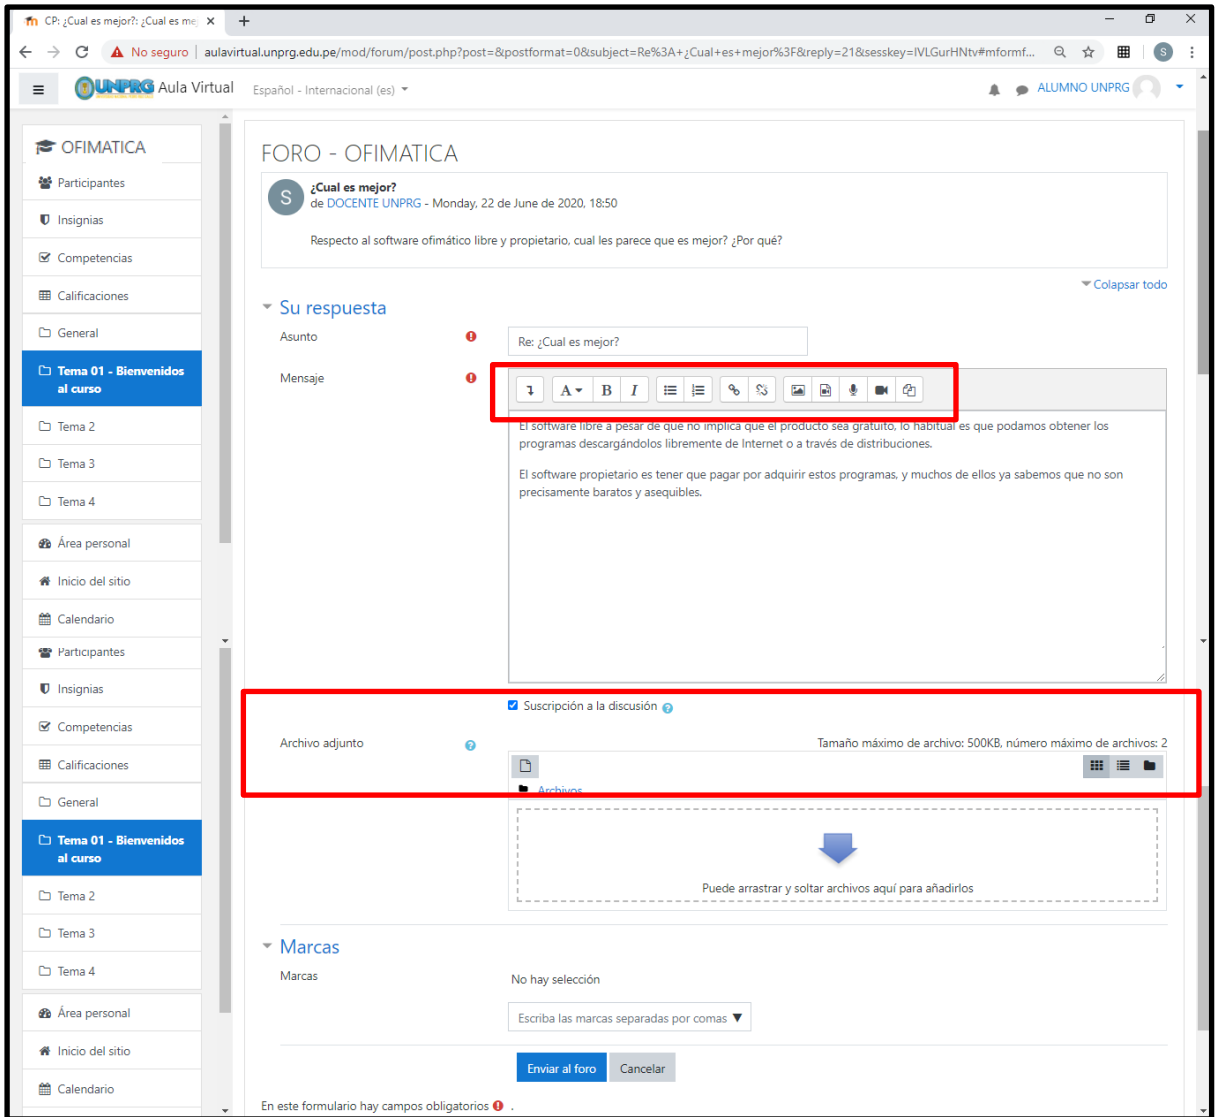 CP: ¿Cual es mejor?: ¿Cual es me
No seguro | aulavirtual.unprg.edu.pe/mod/forum/post.php?post=&postformat=0&subject=Re%3A+¿Cual+es+mejor%3F&reply=21&sesskey=IVLGurHNtv#mformf...
S
UNPRG Aula Virtual
Español - Internacional (es)
ALUMNO UNPRG
OFIMATICA
Participantes
Insignias
Competencias
Calificaciones
General
Tema 01 - Bienvenidos
al curso
Tema 2
Tema 3
Tema 4
Área personal
Inicio del sitio
Calendario
Participantes
Insignias
Competencias
Calificaciones
General
Tema 01 - Bienvenidos
al curso
Tema 2
Tema 3
Tema 4
Área personal
Inicio del sitio
Calendario
FORO - OFIMATICA
S
¿Cual es mejor?
de DOCENTE UNPRG - Monday, 22 de June de 2020, 18:50
Respecto al software ofimático libre y propietario, cual les parece que es mejor? ¿Por qué?
Colapsar todo
Su respuesta
Asunto
Re: ¿Cual es mejor?
Mensaje
A B I
El software libre a pesar de que no implica que el producto sea gratuito, lo habitual es que podamos obtener los
programas descargándolos libremente de Internet o a través de distribuciones.
El software propietario es tener que pagar por adquirir estos programas, y muchos de ellos ya sabemos que no son
precisamente baratos y asequibles.
Suscripción a la discusión
Archivo adjunto
Tamaño máximo de archivo: 500KB, número máximo de archivos: 2
Archivos
Puede arrastrar y soltar archivos aquí para añadirlos
Marcas
Marcas
No hay selección
Escriba las marcas separadas por comas ▼
Enviar al foro
Cancelar
En este formulario hay campos obligatorios .